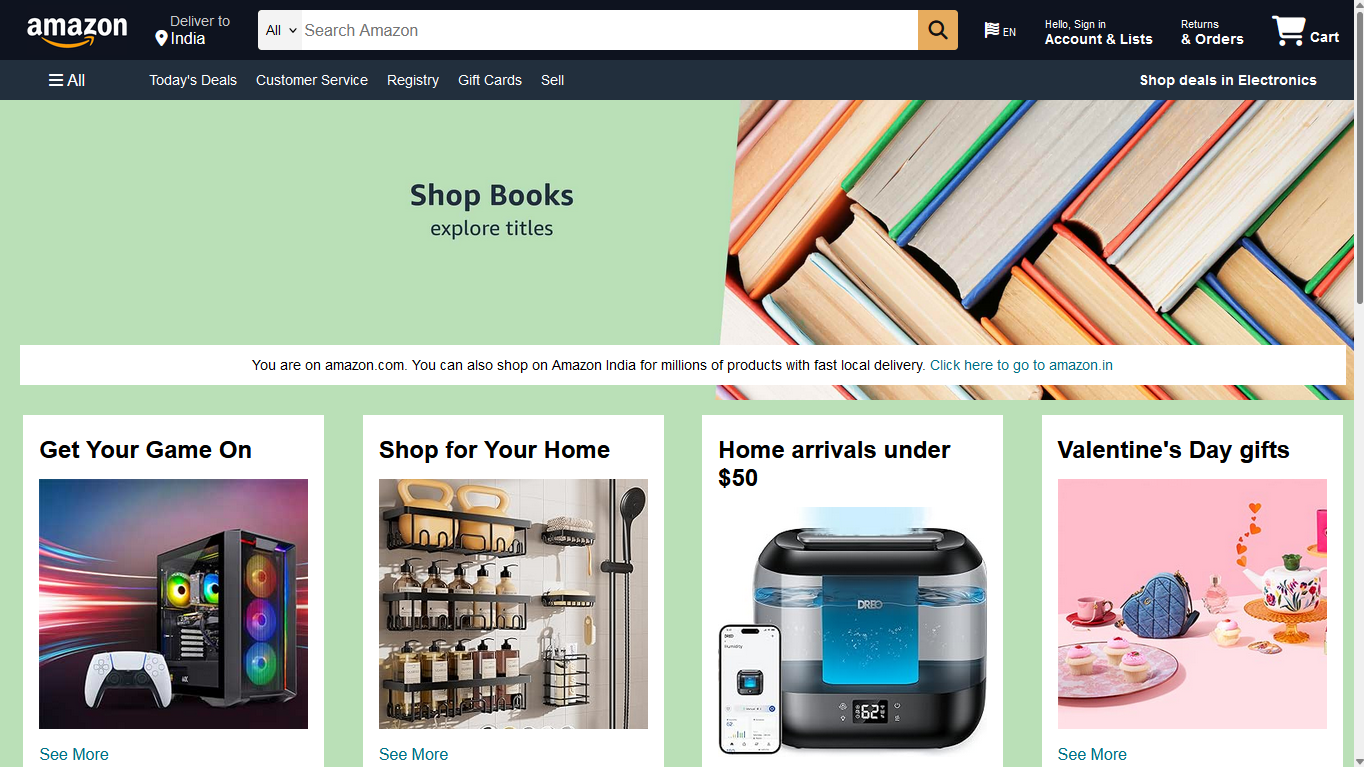 amazon
Deliver to
India
All
Search Amazon
EN
Hello, Sign in
Account & Lists
Returns
& Orders
Cart
All
Today's Deals
Customer Service
Registry
Gift Cards
Sell
Shop deals in Electronics
Shop Books
explore titles
You are on amazon.com. You can also shop on Amazon India for millions of products with fast local delivery. Click here to go to amazon.in
Get Your Game On
Shop for Your Home
Home arrivals under
$50
Valentine's Day gifts
DREO
DREO
Humidity
62
See More
See More
See More